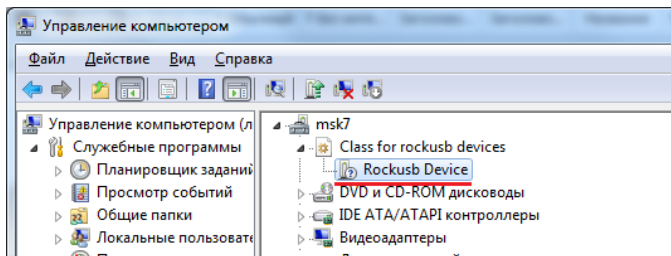 Управление компьютером
Файл Действие Вид Справка
Управление компьютером (л
Служебные программы
Планировщик заданий
Просмотр событий
Общие папки
Локальные пользовате
msk7
Class for rockusb devices
Rockusb Device
DVD и CD-ROM дисководы
IDE ATA/ATAPI контроллеры
Видеоадаптеры